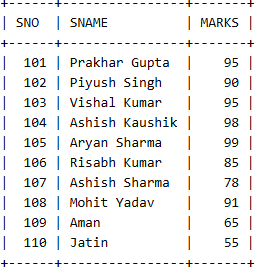 +------+----------------+-------+
| SNO  | SNAME          | MARKS |
+------+----------------+-------+
|  101 | Prakhar Gupta  |    95 |
|  102 | Piyush Singh   |    90 |
|  103 | Vishal Kumar   |    95 |
|  104 | Ashish Kaushik |    98 |
|  105 | Aryan Sharma   |    99 |
|  106 | Risabh Kumar   |    85 |
|  107 | Ashish Sharma  |    78 |
|  108 | Mohit Yadav    |    91 |
|  109 | Aman           |    65 |
|  110 | Jatin          |    55 |
+------+----------------+-------+